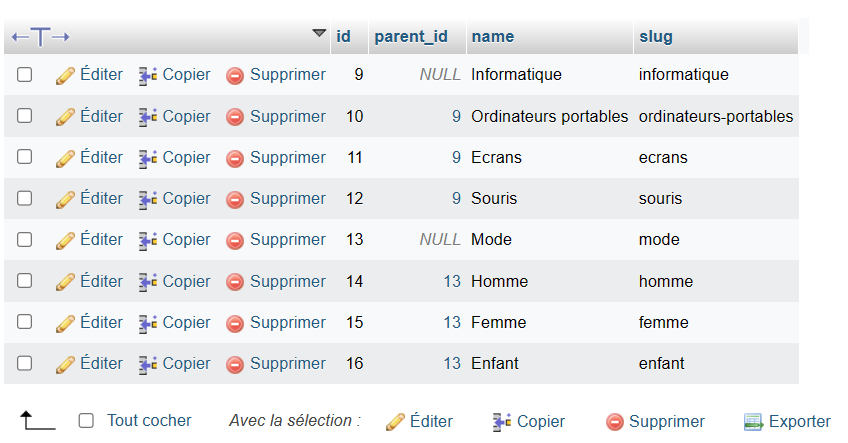 id parent_id name slug
Éditer Copier Supprimer 9 NULL Informatique informatique
Éditer Copier Supprimer 10 9 Ordinateurs portables ordinateurs-portables
Éditer Copier Supprimer 11 9 Ecrans ecrans
Éditer Copier Supprimer 12 9 Souris souris
Éditer Copier Supprimer 13 NULL Mode mode
Éditer Copier Supprimer 14 13 Homme homme
Éditer Copier Supprimer 15 13 Femme femme
Éditer Copier Supprimer 16 13 Enfant enfant
Tout cocher Avec la sélection : Éditer Copier Supprimer Exporter